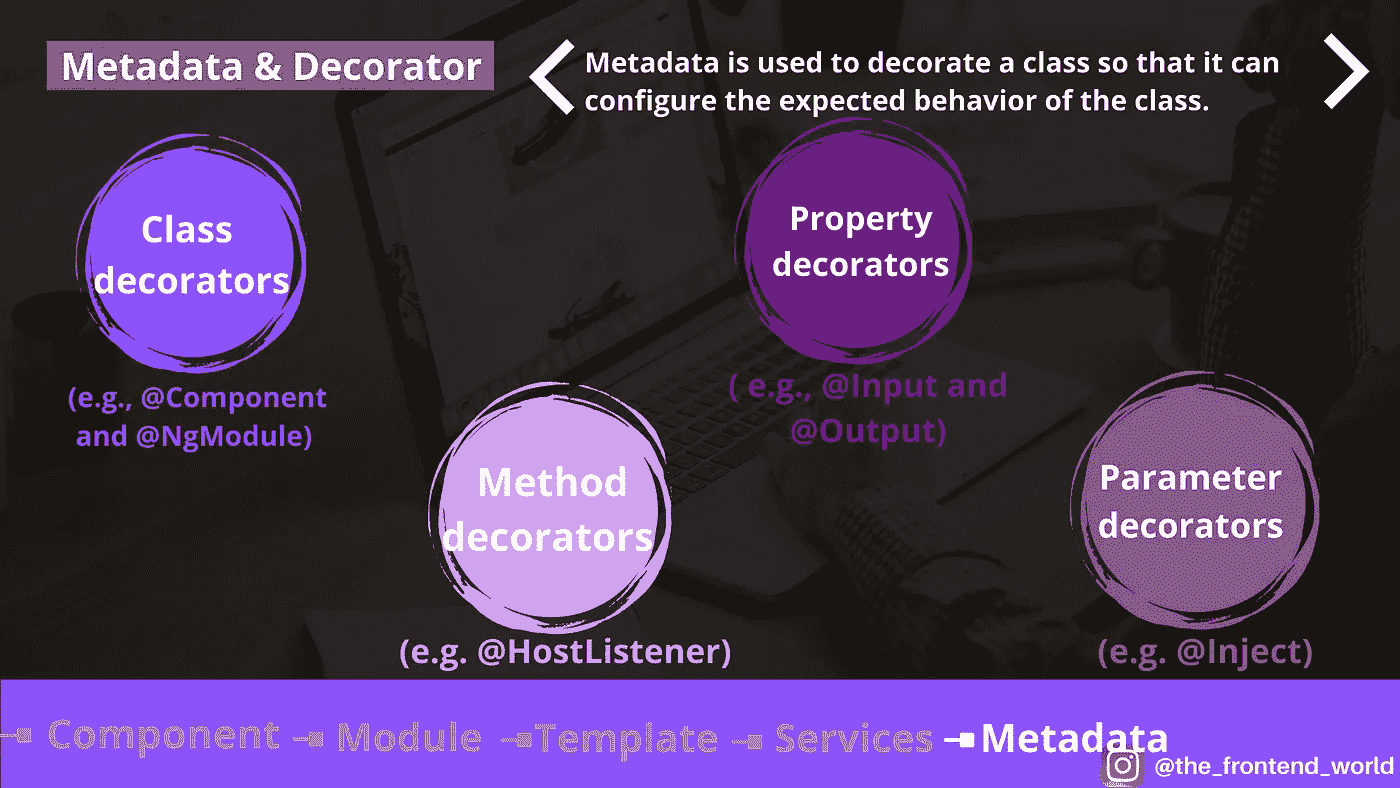 Metadata & Decorator
Metadata is used to decorate a class so that it can
configure the expected behavior of the class.
Class
decorators
(e.g., @Component
and @NgModule)
Method
decorators
(e.g. @HostListener)
Property
decorators
( e.g., @Input and
@Output)
Parameter
decorators
(e.g. @Inject)
Component Module Template Services Metadata
@the_frontend_world